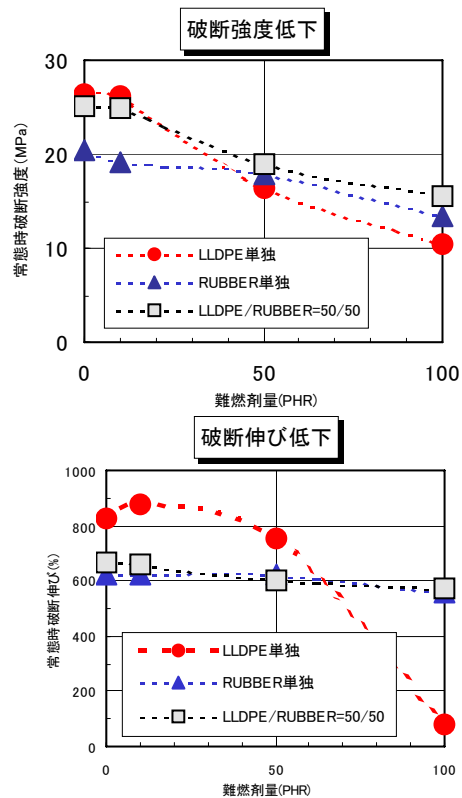 破断強度低下
30
20
10
0
常態時破断強度(MPa)
LLDPE単独
RUBBER単独
LLDPE/RUBBER=50/50
0
50
100
難燃剤量(PHR)
破断伸び低下
1000
800
600
400
200
0
常態時破断伸び(%)
LLDPE単独
RUBBER単独
LLDPE/RUBBER=50/50
0
50
100
難燃剤量(PHR)